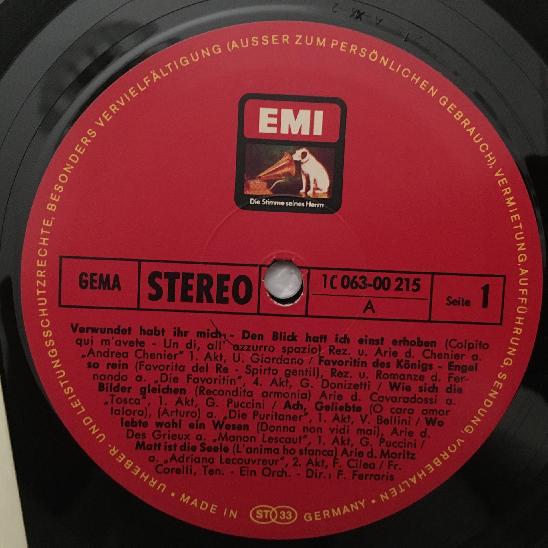 URHEBER- UND LEISTUNGSSCHUTZRECHTE, BESONDERS VERVIELFÄLTIGUNG (AUSSER ZUM PERSÖNLICHEN GEBRAUCH), VERMIETUNG, AUFFÜHRUNG, SENDUNG VORBEHALTEN •
EMI
Die Stimme seines Herrn
GEMA STEREO 1C 063-00 215 Seite 1
A
Verwundet habt ihr mich, - Den Blick hatt ich einst erhoben (Colpito
qui m'avete - Un di, all' azzurro spazio) Rez. u. Arie d. Chenier a.
„Andrea Chenier" 1. Akt, U. Giordano / Favoritin des Königs - Engel
so rein (Favorita del Re - Spirto gentil), Rez. u. Romanze d. Fer-
nando a. „Die Favoritin", 4. Akt, G. Donizetti / Wie sich die
Bilder gleichen (Recondita armonia) Arie d. Cavaradossi a.
„Tosca", 1. Akt, G. Puccini / Ach, Geliebte (O cara amor
talora), (Arturo) a. „Die Puritaner", 1. Akt, V. Bellini / Wo
lebte wohl ein Wesen (Donna non vidi mai), Arie d.
Des Grieux a. „Manon Lescaut", 1. Akt, G. Puccini /
Matt ist die Seele (L'anima ho stanca) Arie d. Moritz
a. „Adriana Lecouvreur", 2. Akt, F. Cilea / Fr.
Corelli, Ten. - Ein Orch. - Dir.: F. Ferraris
• MADE IN ST 33 GERMANY •